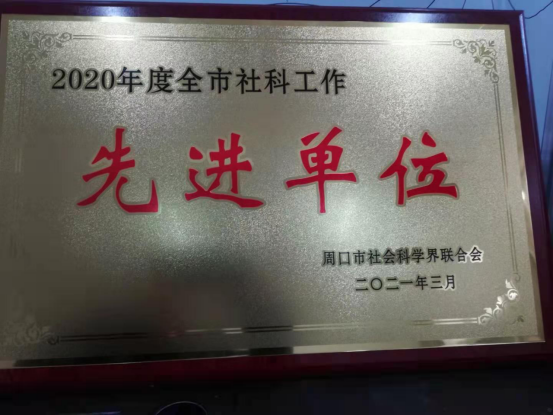 2020年度全市社科工作
先进单位
周口市社会科学界联合会
二〇二一年三月